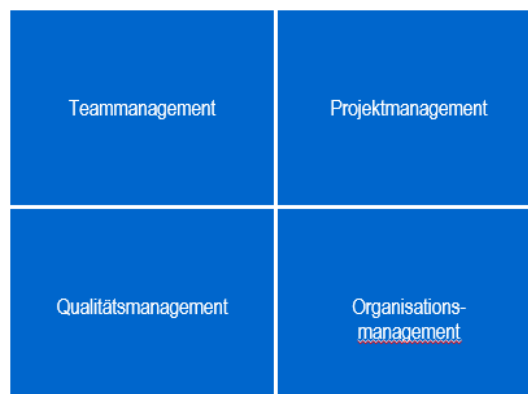 Teammanagement
Projektmanagement
Qualitätsmanagement
Organisations-
management